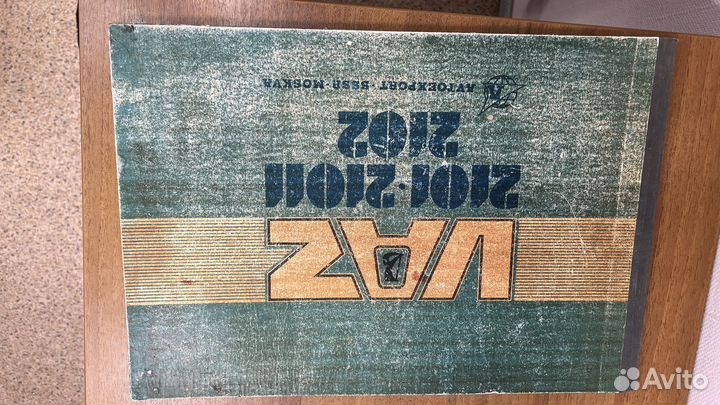 VAZ
2101·21011
2102
AVTOEXPORT·SSSR·MOSKVA
Avito